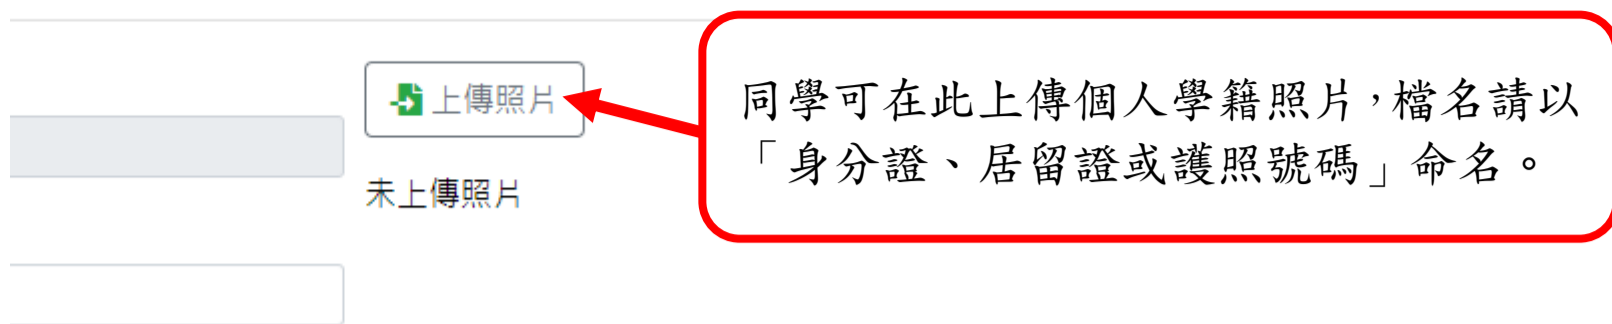 上傳照片
未上傳照片
同學可在此上傳個人學籍照片，檔名請以
「身分證、居留證或護照號碼」命名。